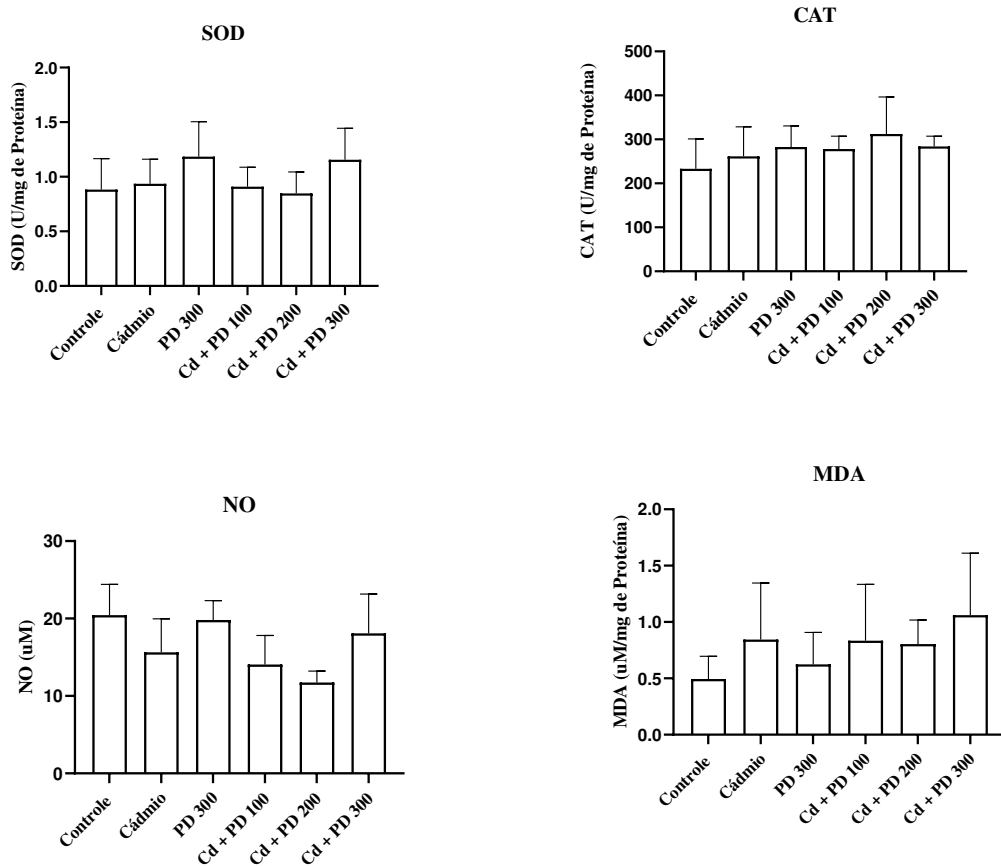 SOD
SOD (U/mg de Proteína)
2.0
1.5
1.0
0.5
0.0
Controle
Cádmio
PD 300
Cd + PD 100
Cd + PD 200
Cd + PD 300
CAT
CAT (U/mg de Proteína)
500
400
300
200
100
0
Controle
Cádmio
PD 300
Cd + PD 100
Cd + PD 200
Cd + PD 300
NO
NO (uM)
30
20
10
0
Controle
Cádmio
PD 300
Cd + PD 100
Cd + PD 200
Cd + PD 300
MDA
MDA (uM/mg de Proteína)
2.0
1.5
1.0
0.5
0.0
Controle
Cádmio
PD 300
Cd + PD 100
Cd + PD 200
Cd + PD 300